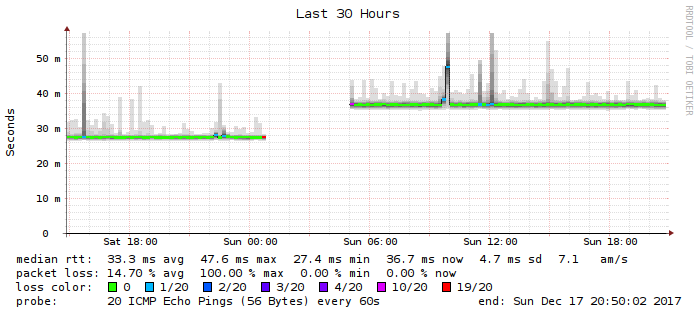 Last 30 Hours
RRDTOOL / TOBI OETIKER
Seconds
50 m
40 m
30 m
20 m
10 m
0
Sat 18:00 Sun 00:00 Sun 06:00 Sun 12:00 Sun 18:00
median rtt: 33.3 ms avg 47.6 ms max 27.4 ms min 36.7 ms now 4.7 ms sd 7.1 am/s
packet loss: 14.70 % avg 100.00 % max 0.00 % min 0.00 % now
loss color: 0 1/20 2/20 3/20 4/20 10/20 19/20
probe: 20 ICMP Echo Pings (56 Bytes) every 60s end: Sun Dec 17 20:50:02 2017